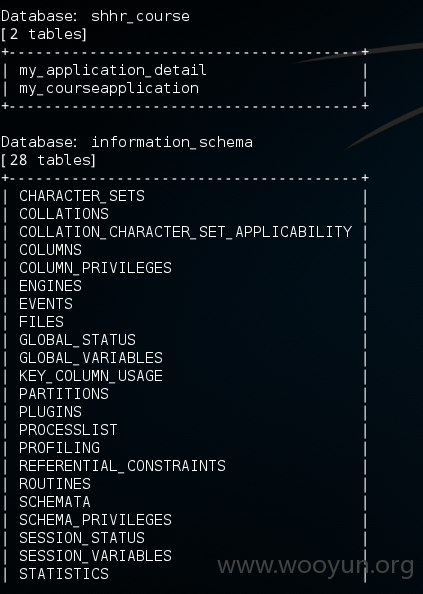 Database: shhr_course
[2 tables]
+---------------------------------------+
| my_application_detail                 |
| my_courseapplication                  |
+---------------------------------------+

Database: information_schema
[28 tables]
+---------------------------------------+
| CHARACTER_SETS                        |
| COLLATIONS                            |
| COLLATION_CHARACTER_SET_APPLICABILITY |
| COLUMNS                               |
| COLUMN_PRIVILEGES                     |
| ENGINES                               |
| EVENTS                                |
| FILES                                 |
| GLOBAL_STATUS                         |
| GLOBAL_VARIABLES                      |
| KEY_COLUMN_USAGE                      |
| PARTITIONS                            |
| PLUGINS                               |
| PROCESSLIST                           |
| PROFILING                             |
| REFERENTIAL_CONSTRAINTS               |
| ROUTINES                              |
| SCHEMATA                              |
| SCHEMA_PRIVILEGES                     |
| SESSION_STATUS                        |
| SESSION_VARIABLES                     |
| STATISTICS                            |
www.wooyun.org